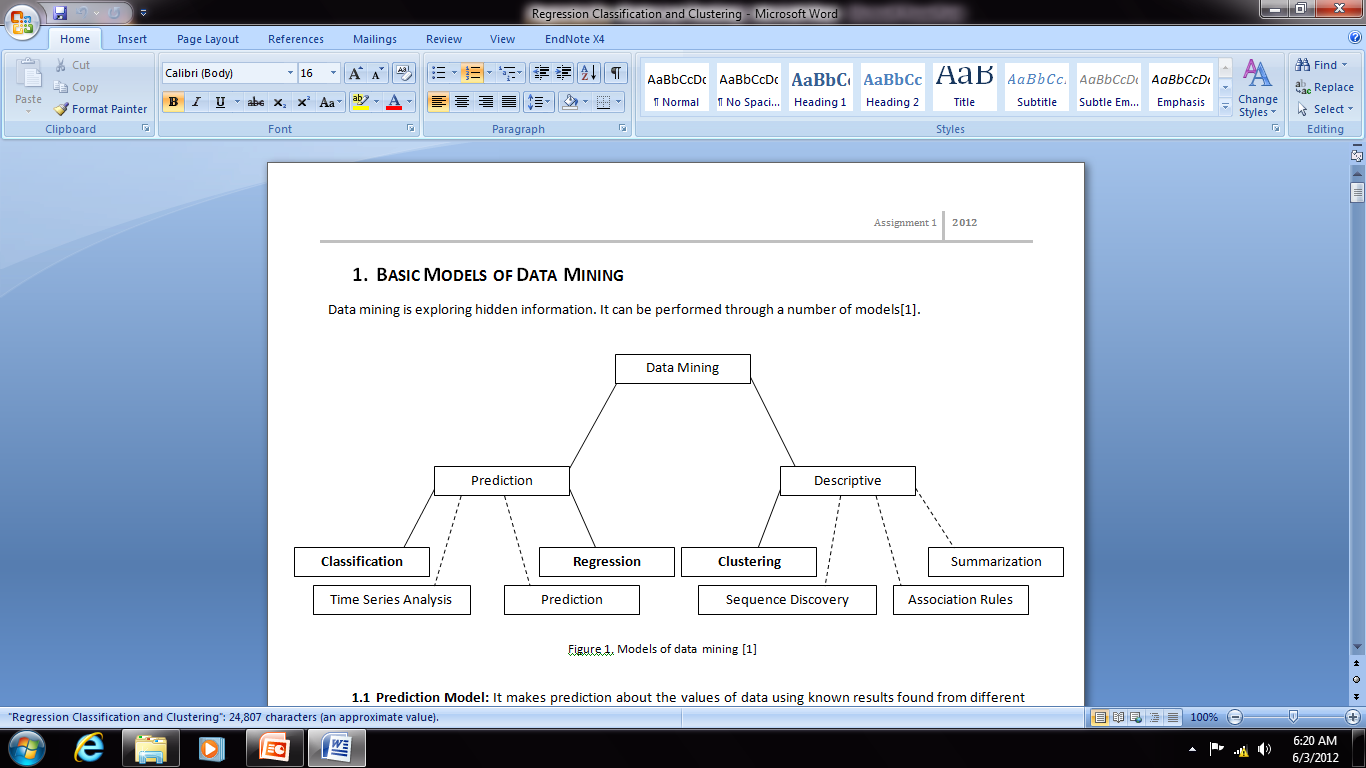 Regression Classification and Clustering - Microsoft Word
Home Insert Page Layout References Mailings Review View EndNote X4
Paste
Cut
Copy
Format Painter
Clipboard
Calibri (Body) 16
B I U abc x₂ x² Aa
ab A
Font
Paragraph
AaBbCcDc AaBbCcDc AaBbC AaBbCc AaB AaBbCc. AaBbCcDc AaBbCcDc
¶ Normal ¶ No Spaci... Heading 1 Heading 2 Title Subtitle Subtle Em... Emphasis
Change Styles
Styles
Find
Replace
Select
Editing
Assignment 1 2012
1. BASIC MODELS OF DATA MINING
Data mining is exploring hidden information. It can be performed through a number of models[1].
Data Mining
Prediction Descriptive
Classification Regression Clustering Summarization
Time Series Analysis Prediction Sequence Discovery Association Rules
Figure 1. Models of data mining [1]
1.1 Prediction Model: It makes prediction about the values of data using known results found from different
"Regression Classification and Clustering": 24,807 characters (an approximate value).
100%
6:20 AM
6/3/2012